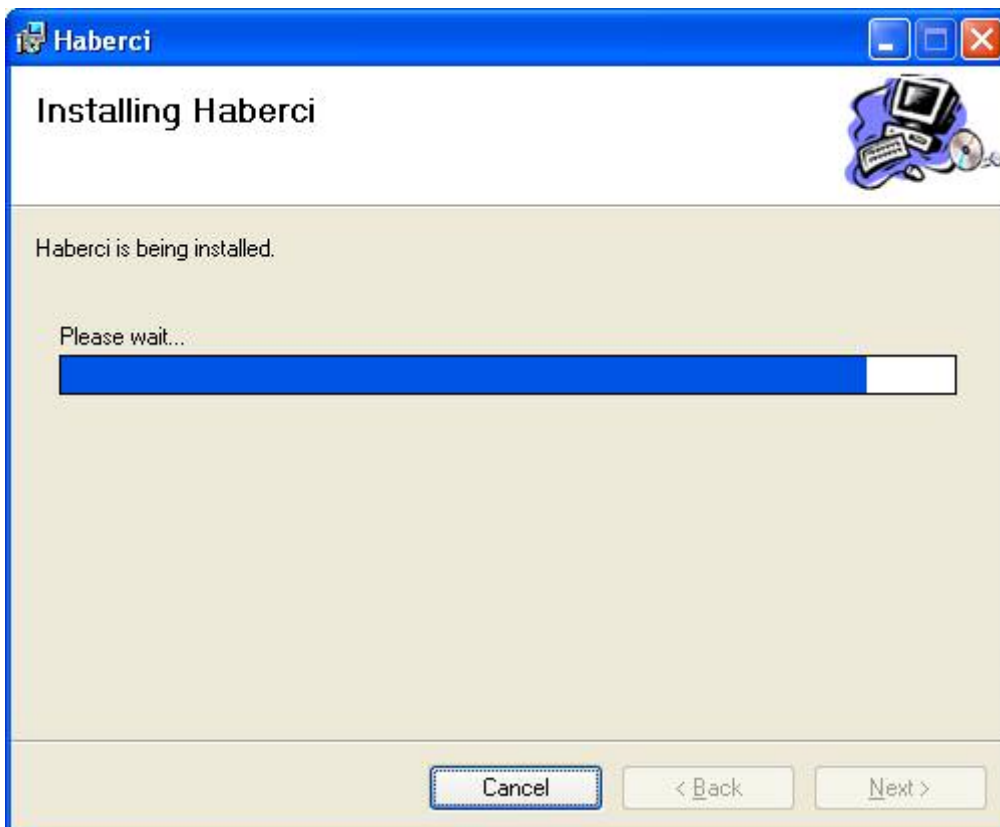 Haberci
Installing Haberci
Haberci is being installed.
Please wait...
Cancel
< Back
Next >